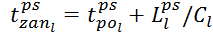 t^{ps}_{zan_l} = t^{ps}_{po_l} + L^{ps}_l / C_l